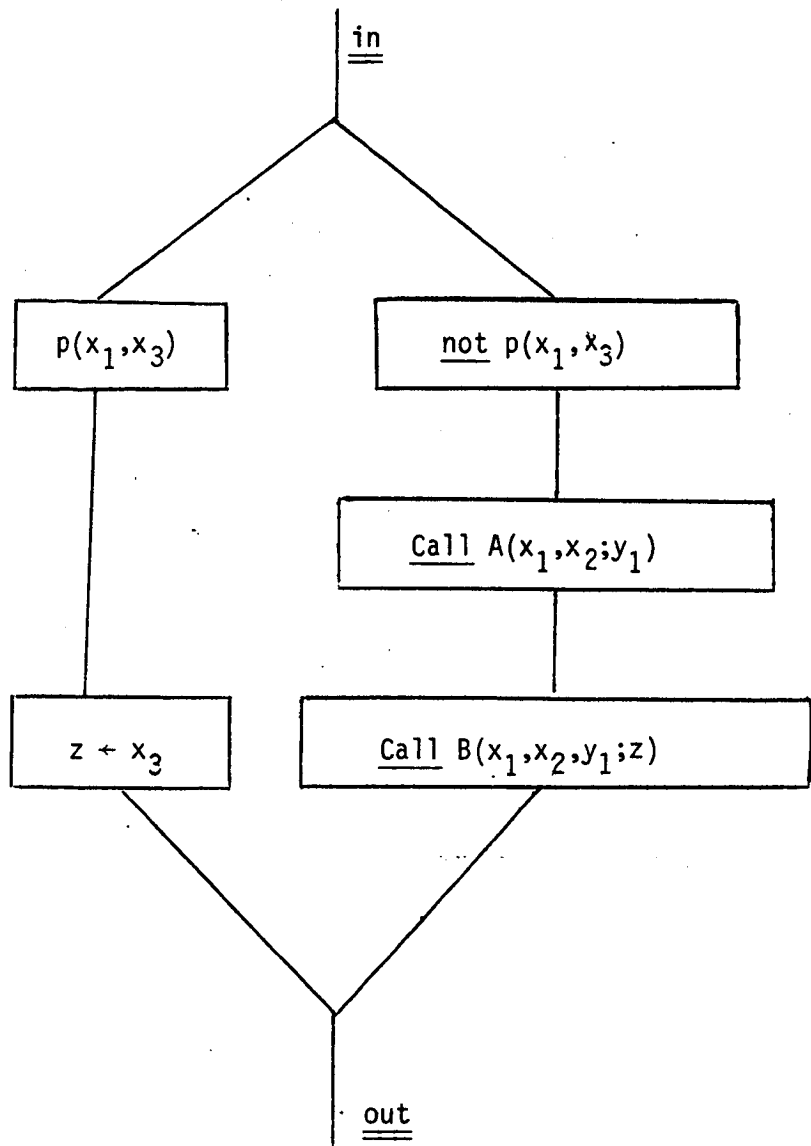 in
p(x₁,x₃)
not p(x₁,x₃)
Call A(x₁,x₂;y₁)
z ← x₃
Call B(x₁,x₂,y₁;z)
out